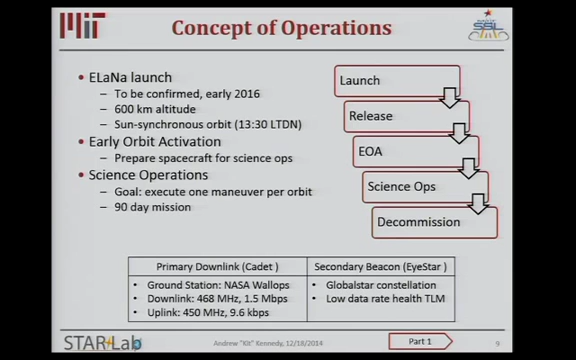 MIT
Concept of Operations
SSL
• ELaNa launch
– To be confirmed, early 2016
– 600 km altitude
– Sun-synchronous orbit (13:30 LTDN)
• Early Orbit Activation
– Prepare spacecraft for science ops
• Science Operations
– Goal: execute one maneuver per orbit
– 90 day mission
Launch
Release
EOA
Science Ops
Decommission
Primary Downlink (Cadet )
• Ground Station: NASA Wallops
• Downlink: 468 MHz, 1.5 Mbps
• Uplink: 450 MHz, 9.6 kbps
Secondary Beacon (EyeStar )
• Globalstar constellation
• Low data rate health TLM
STAR Lab
Andrew "Kit" Kennedy, 12/18/2014
Part 1
9